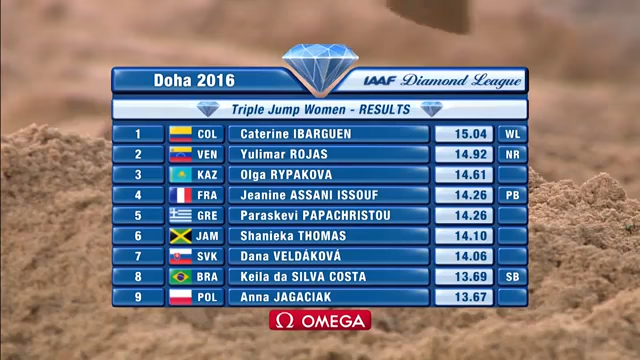 Doha 2016 IAAF Diamond League
Triple Jump Women - RESULTS
1 COL Caterine IBARGUEN 15.04 WL
2 VEN Yulimar ROJAS 14.92 NR
3 KAZ Olga RYPAKOVA 14.61
4 FRA Jeanine ASSANI ISSOUF 14.26 PB
5 GRE Paraskevi PAPACHRISTOU 14.26
6 JAM Shanieka THOMAS 14.10
7 SVK Dana VELDÁKOVÁ 14.06
8 BRA Keila da SILVA COSTA 13.69 SB
9 POL Anna JAGACIAK 13.67
Ω OMEGA